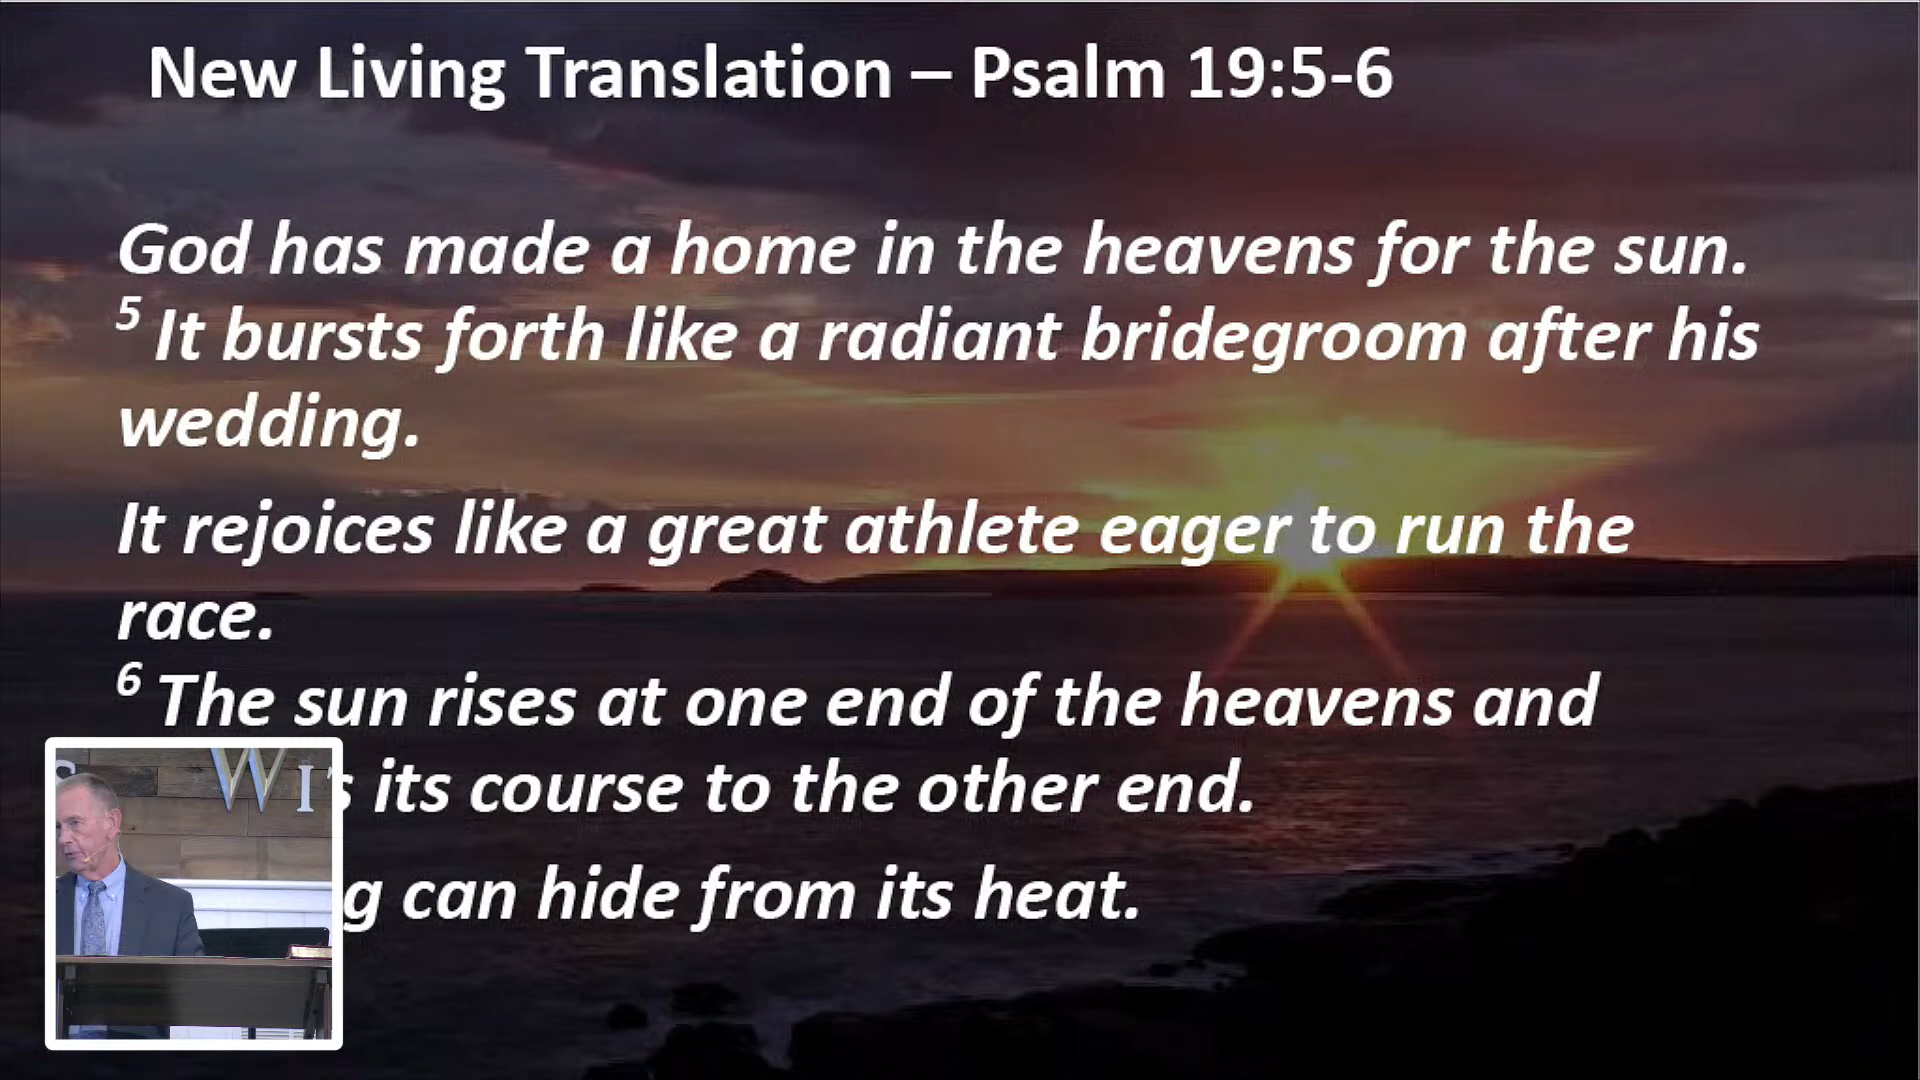 New Living Translation – Psalm 19:5-6
God has made a home in the heavens for the sun.
5 It bursts forth like a radiant bridegroom after his
wedding.
It rejoices like a great athlete eager to run the
race.
6 The sun rises at one end of the heavens and
its course to the other end.
can hide from its heat.